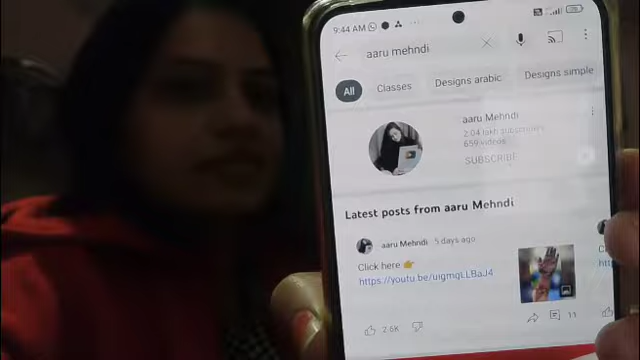 9:44 AM
aaru mehndi
All Classes Designs arabic Designs simple
aaru Mehndi
2.04 lakh subscribers
659 videos
SUBSCRIBE
Latest posts from aaru Mehndi
aaru Mehndi 5 days ago
Click here 👉
https://youtu.be/uigmqLLBaJ4
2.6K 11